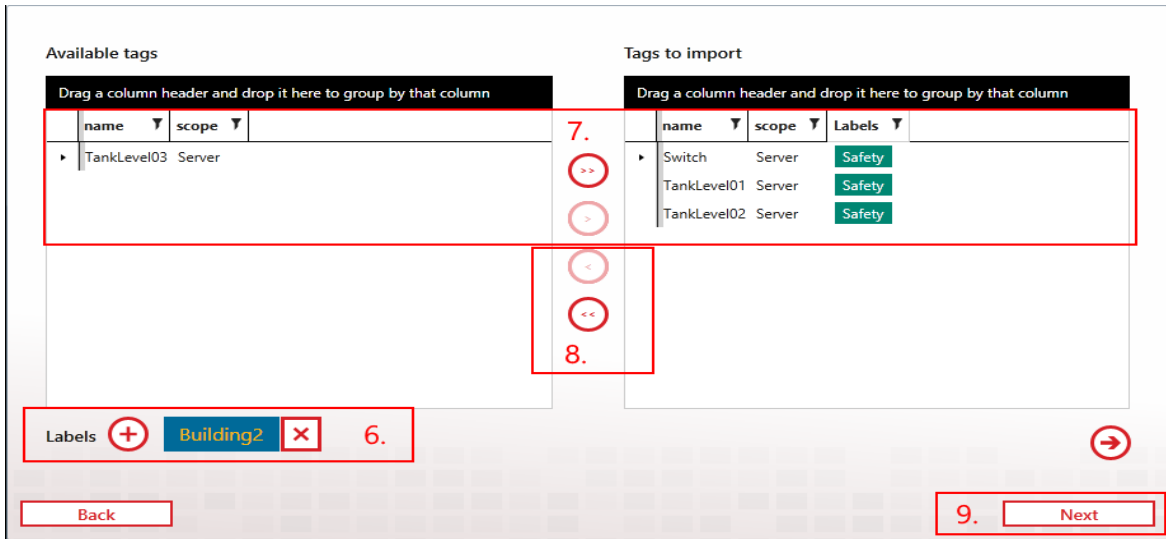 Available tags
Tags to import
Drag a column header and drop it here to group by that column
Drag a column header and drop it here to group by that column
name scope
7.
name scope Labels
TankLevel03 Server
>>
Switch Server Safety
TankLevel01 Server Safety
>
TankLevel02 Server Safety
<
<<
8.
Labels + Building2 × 6.
Back
9. Next